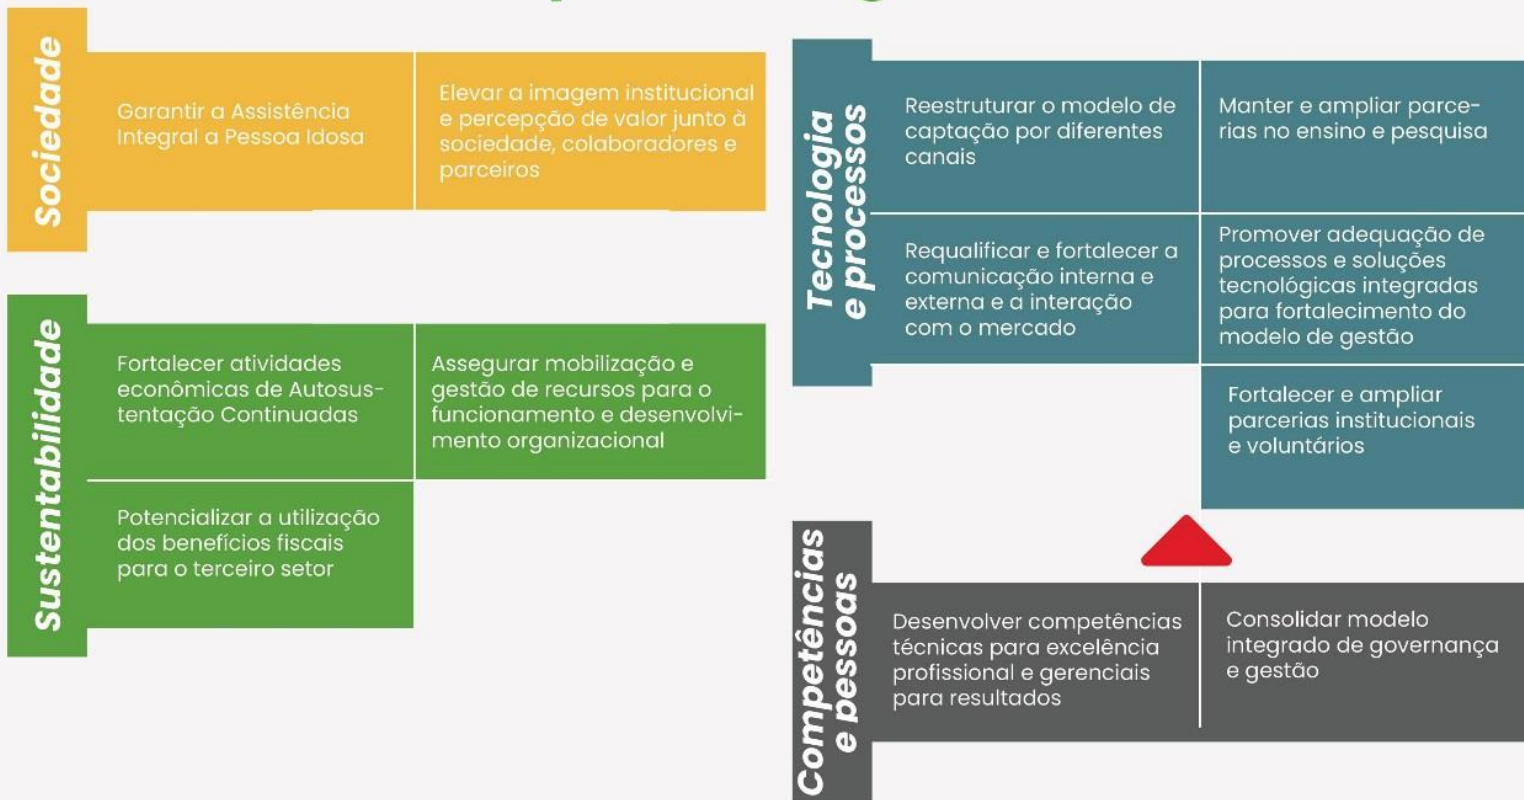 Sociedade
Garantir a Assistência
Integral a Pessoa Idosa
Elevar a imagem institucional
e percepção de valor junto à
sociedade, colaboradores e
parceiros
Sustentabilidade
Fortalecer atividades
econômicas de Autosus-
tentação Continuadas
Assegurar mobilização e
gestão de recursos para o
funcionamento e desenvolvi-
mento organizacional
Potencializar a utilização
dos benefícios fiscais
para o terceiro setor
Tecnologia
e processos
Reestruturar o modelo de
captação por diferentes
canais
Manter e ampliar parce-
rias no ensino e pesquisa
Requalificar e fortalecer a
comunicação interna e
externa e a interação
com o mercado
Promover adequação de
processos e soluções
tecnológicas integradas
para fortalecimento do
modelo de gestão
Fortalecer e ampliar
parcerias institucionais
e voluntários
Competências
e pessoas
Desenvolver competências
técnicas para excelência
profissional e gerenciais
para resultados
Consolidar modelo
integrado de governança
e gestão